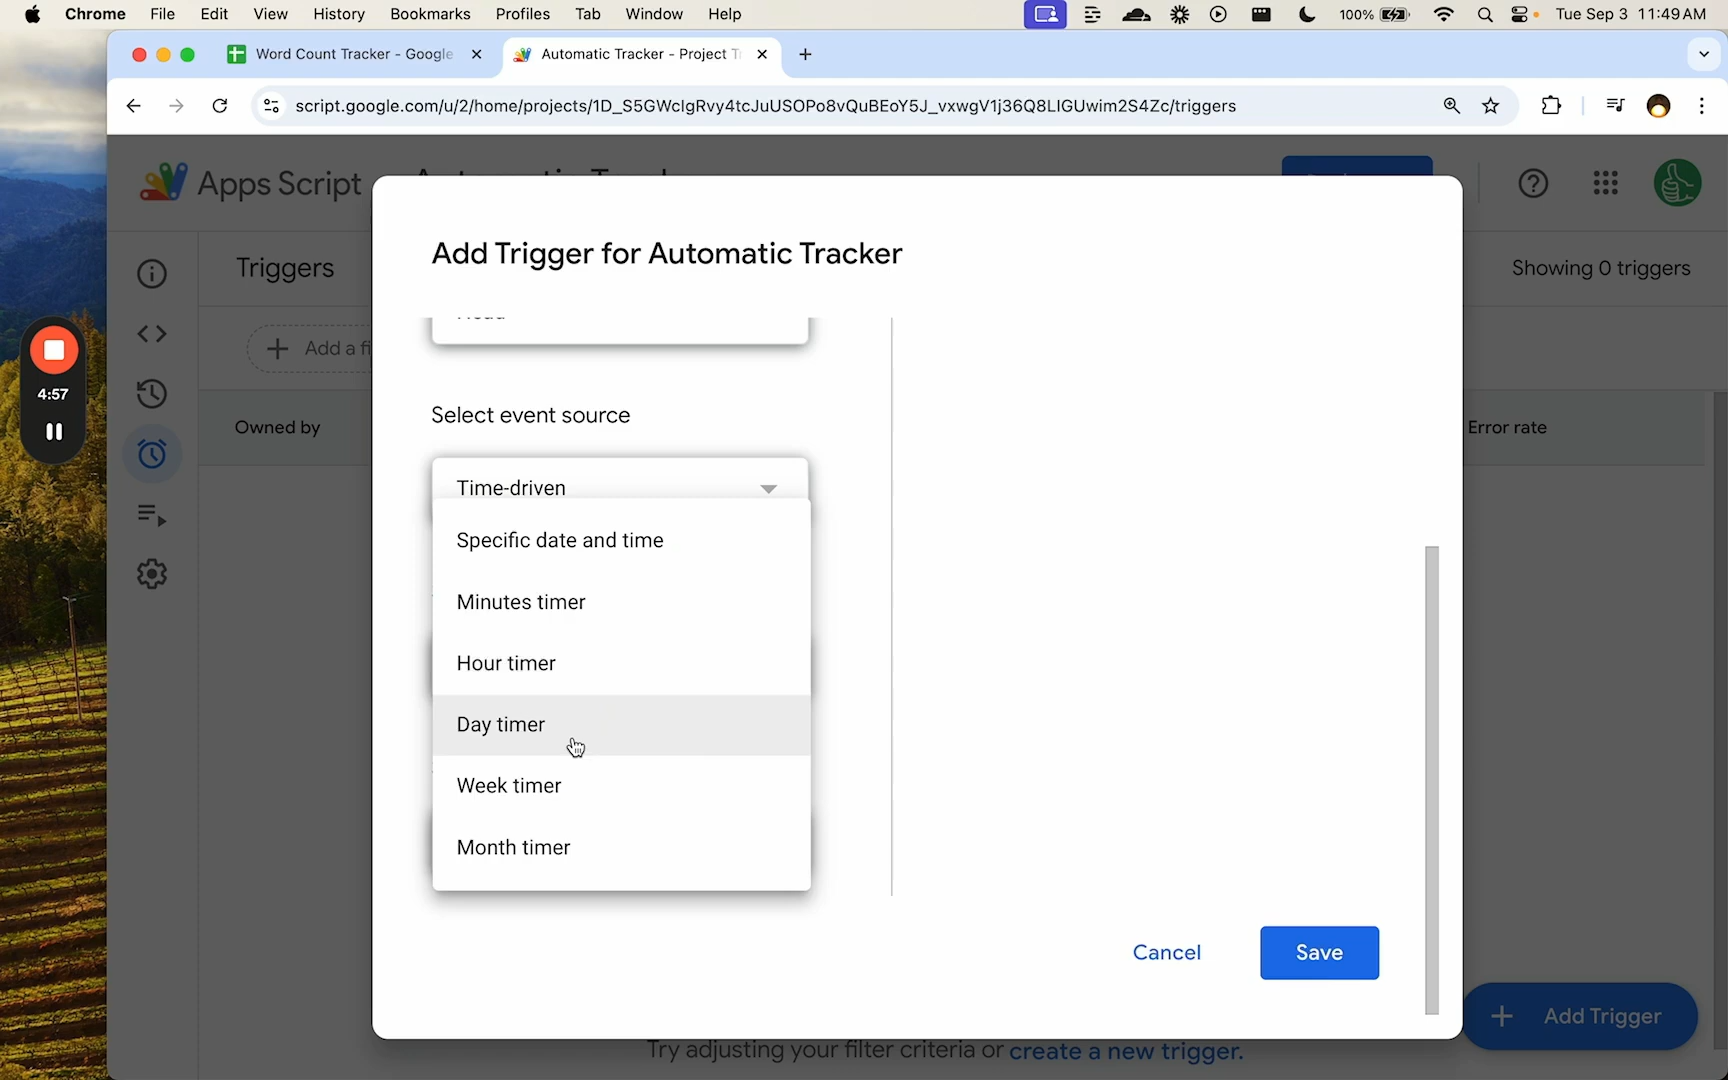 Chrome File Edit View History Bookmarks Profiles Tab Window Help 100% Tue Sep 3 11:49 AM
Word Count Tracker - Google
Automatic Tracker - Project T
script.google.com/u/2/home/projects/1D_S5GWcIgRvy4tcJuUSOPo8vQuBEoY5J_vxwgV1j36Q8LIGUwim2S4Zc/triggers
Apps Script
Triggers
Showing 0 triggers
Add a fi
Owned by
Error rate
4:57
Add Trigger for Automatic Tracker
Select event source
Time-driven
Specific date and time
Minutes timer
Hour timer
Day timer
Week timer
Month timer
Cancel
Save
Add Trigger
Try adjusting your filter criteria or create a new trigger.